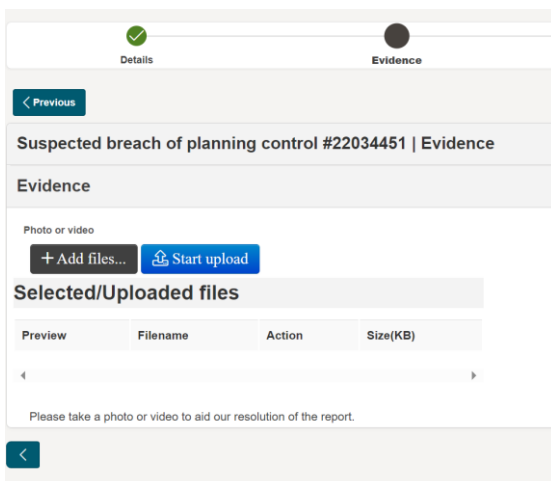 Details Evidence
Previous
Suspected breach of planning control #22034451 | Evidence
Evidence
Photo or video
+ Add files... Start upload
Selected/Uploaded files
Preview Filename Action Size(KB)
Please take a photo or video to aid our resolution of the report.